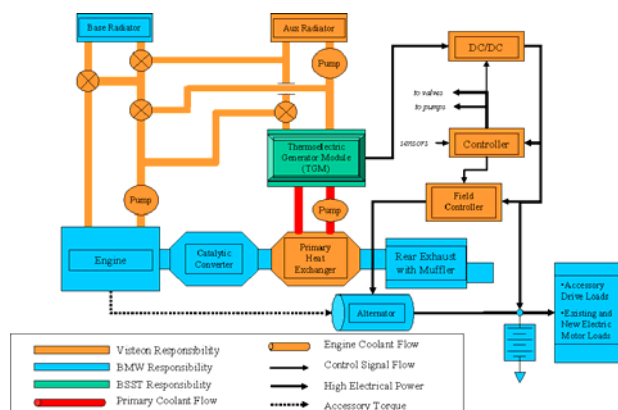 Base Radiator
Aux Radiator
DC/DC
Pump
to valves
to pumps
sensors
Controller
Thermoelectric
Generator Module
(TGM)
Field
Controller
Pump
Pump
Engine
Catalytic
Converter
Primary
Heat
Exchanger
Rear Exhaust
with Muffler
Alternator
•Accessory
Drive Loads
•Existing and
New Electric
Motor Loads
Visteon Responsibility
BMW Responsibility
BSST Responsibility
Primary Coolant Flow
Engine Coolant Flow
Control Signal Flow
High Electrical Power
Accessory Torque